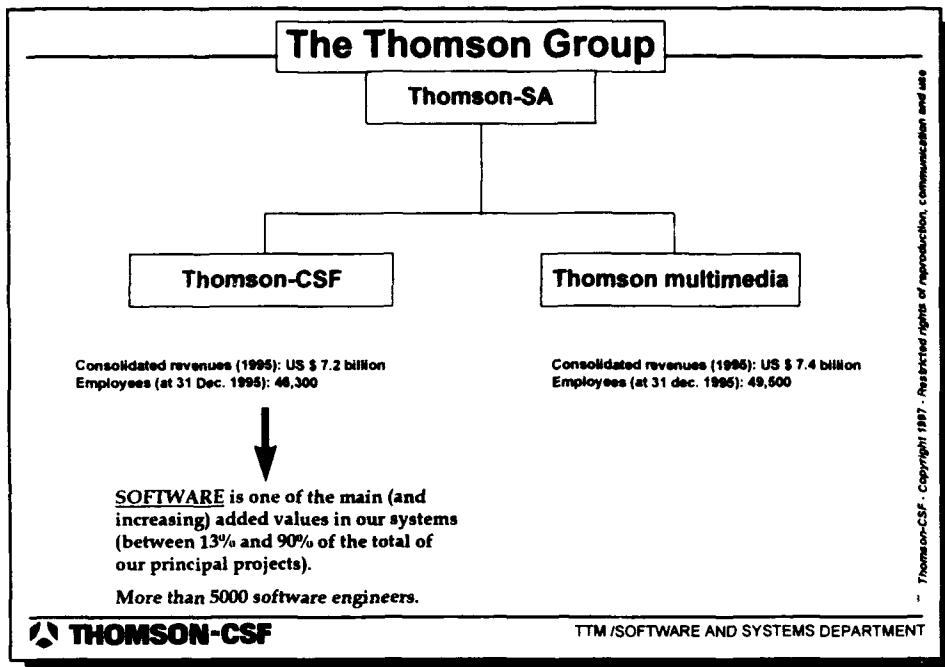 The Thomson Group
Thomson-SA
Thomson-CSF
Thomson multimedia
Consolidated revenues (1995): US $ 7.2 billion
Employees (at 31 Dec. 1995): 46,300
Consolidated revenues (1995): US $ 7.4 billion
Employees (at 31 dec. 1995): 49,500
SOFTWARE is one of the main (and
increasing) added values in our systems
(between 13% and 90% of the total of
our principal projects).
More than 5000 software engineers.
Thomson-CSF - Copyright 1997 - Restricted rights of reproduction, communication and use
THOMSON-CSF
TTM /SOFTWARE AND SYSTEMS DEPARTMENT